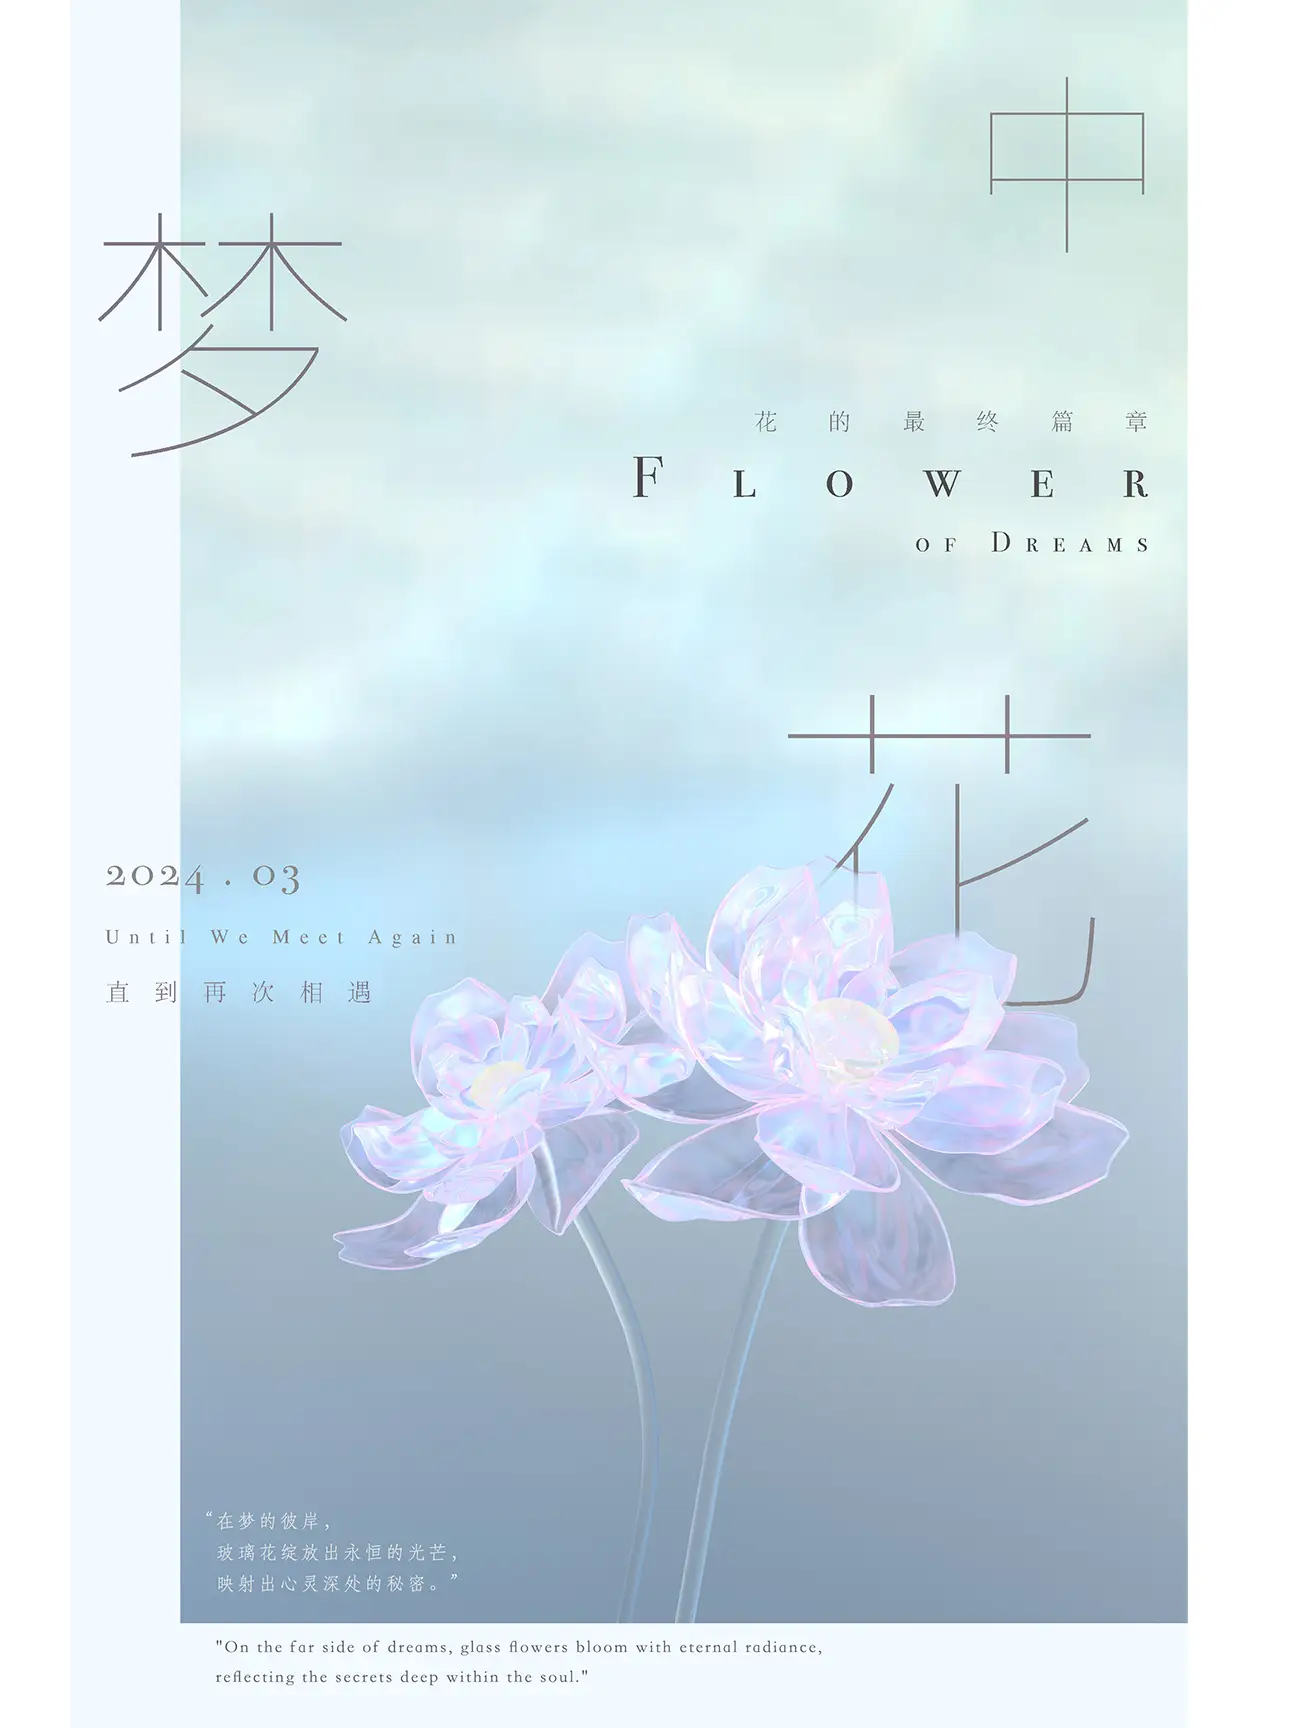 梦
中
花的最终篇章
FLOWER
OF DREAMS
花
2024.03
Until We Meet Again
直到再次相遇
“在梦的彼岸，
玻璃花绽放出永恒的光芒，
映射出心灵深处的秘密。”
"On the far side of dreams, glass flowers bloom with eternal radiance,
reflecting the secrets deep within the soul."